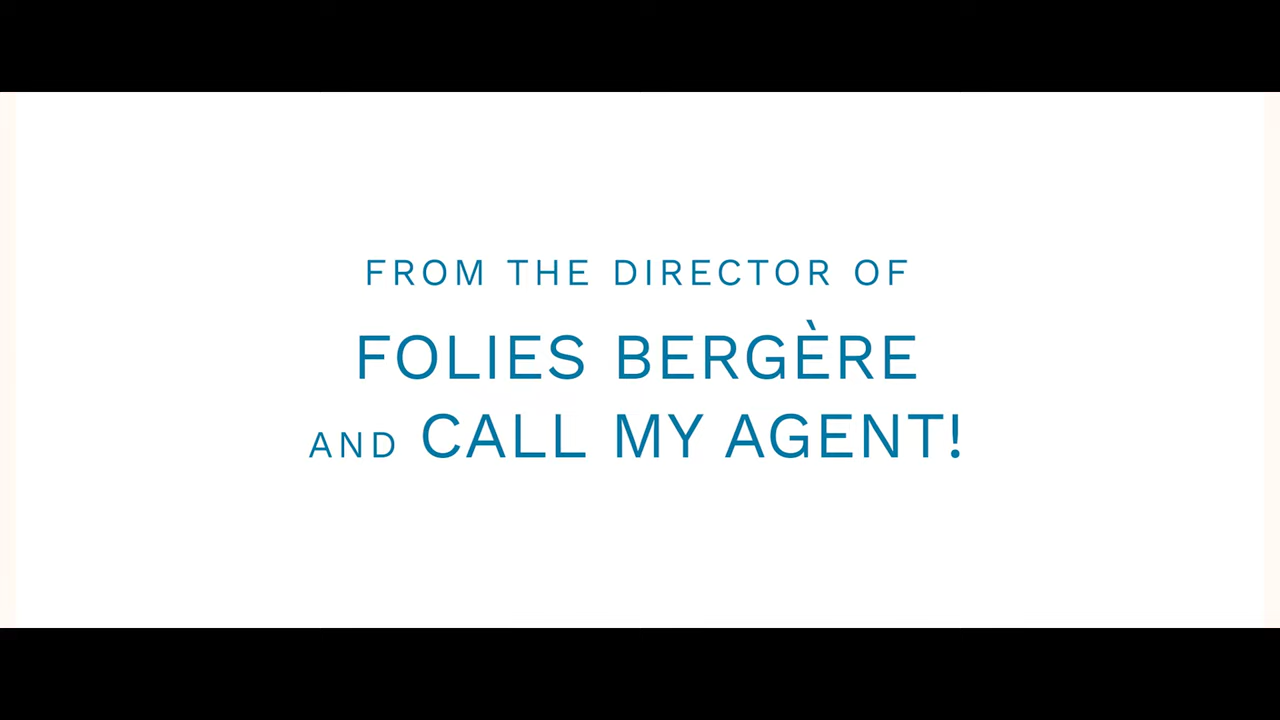 FROM THE DIRECTOR OF
FOLIES BERGÈRE
AND CALL MY AGENT!